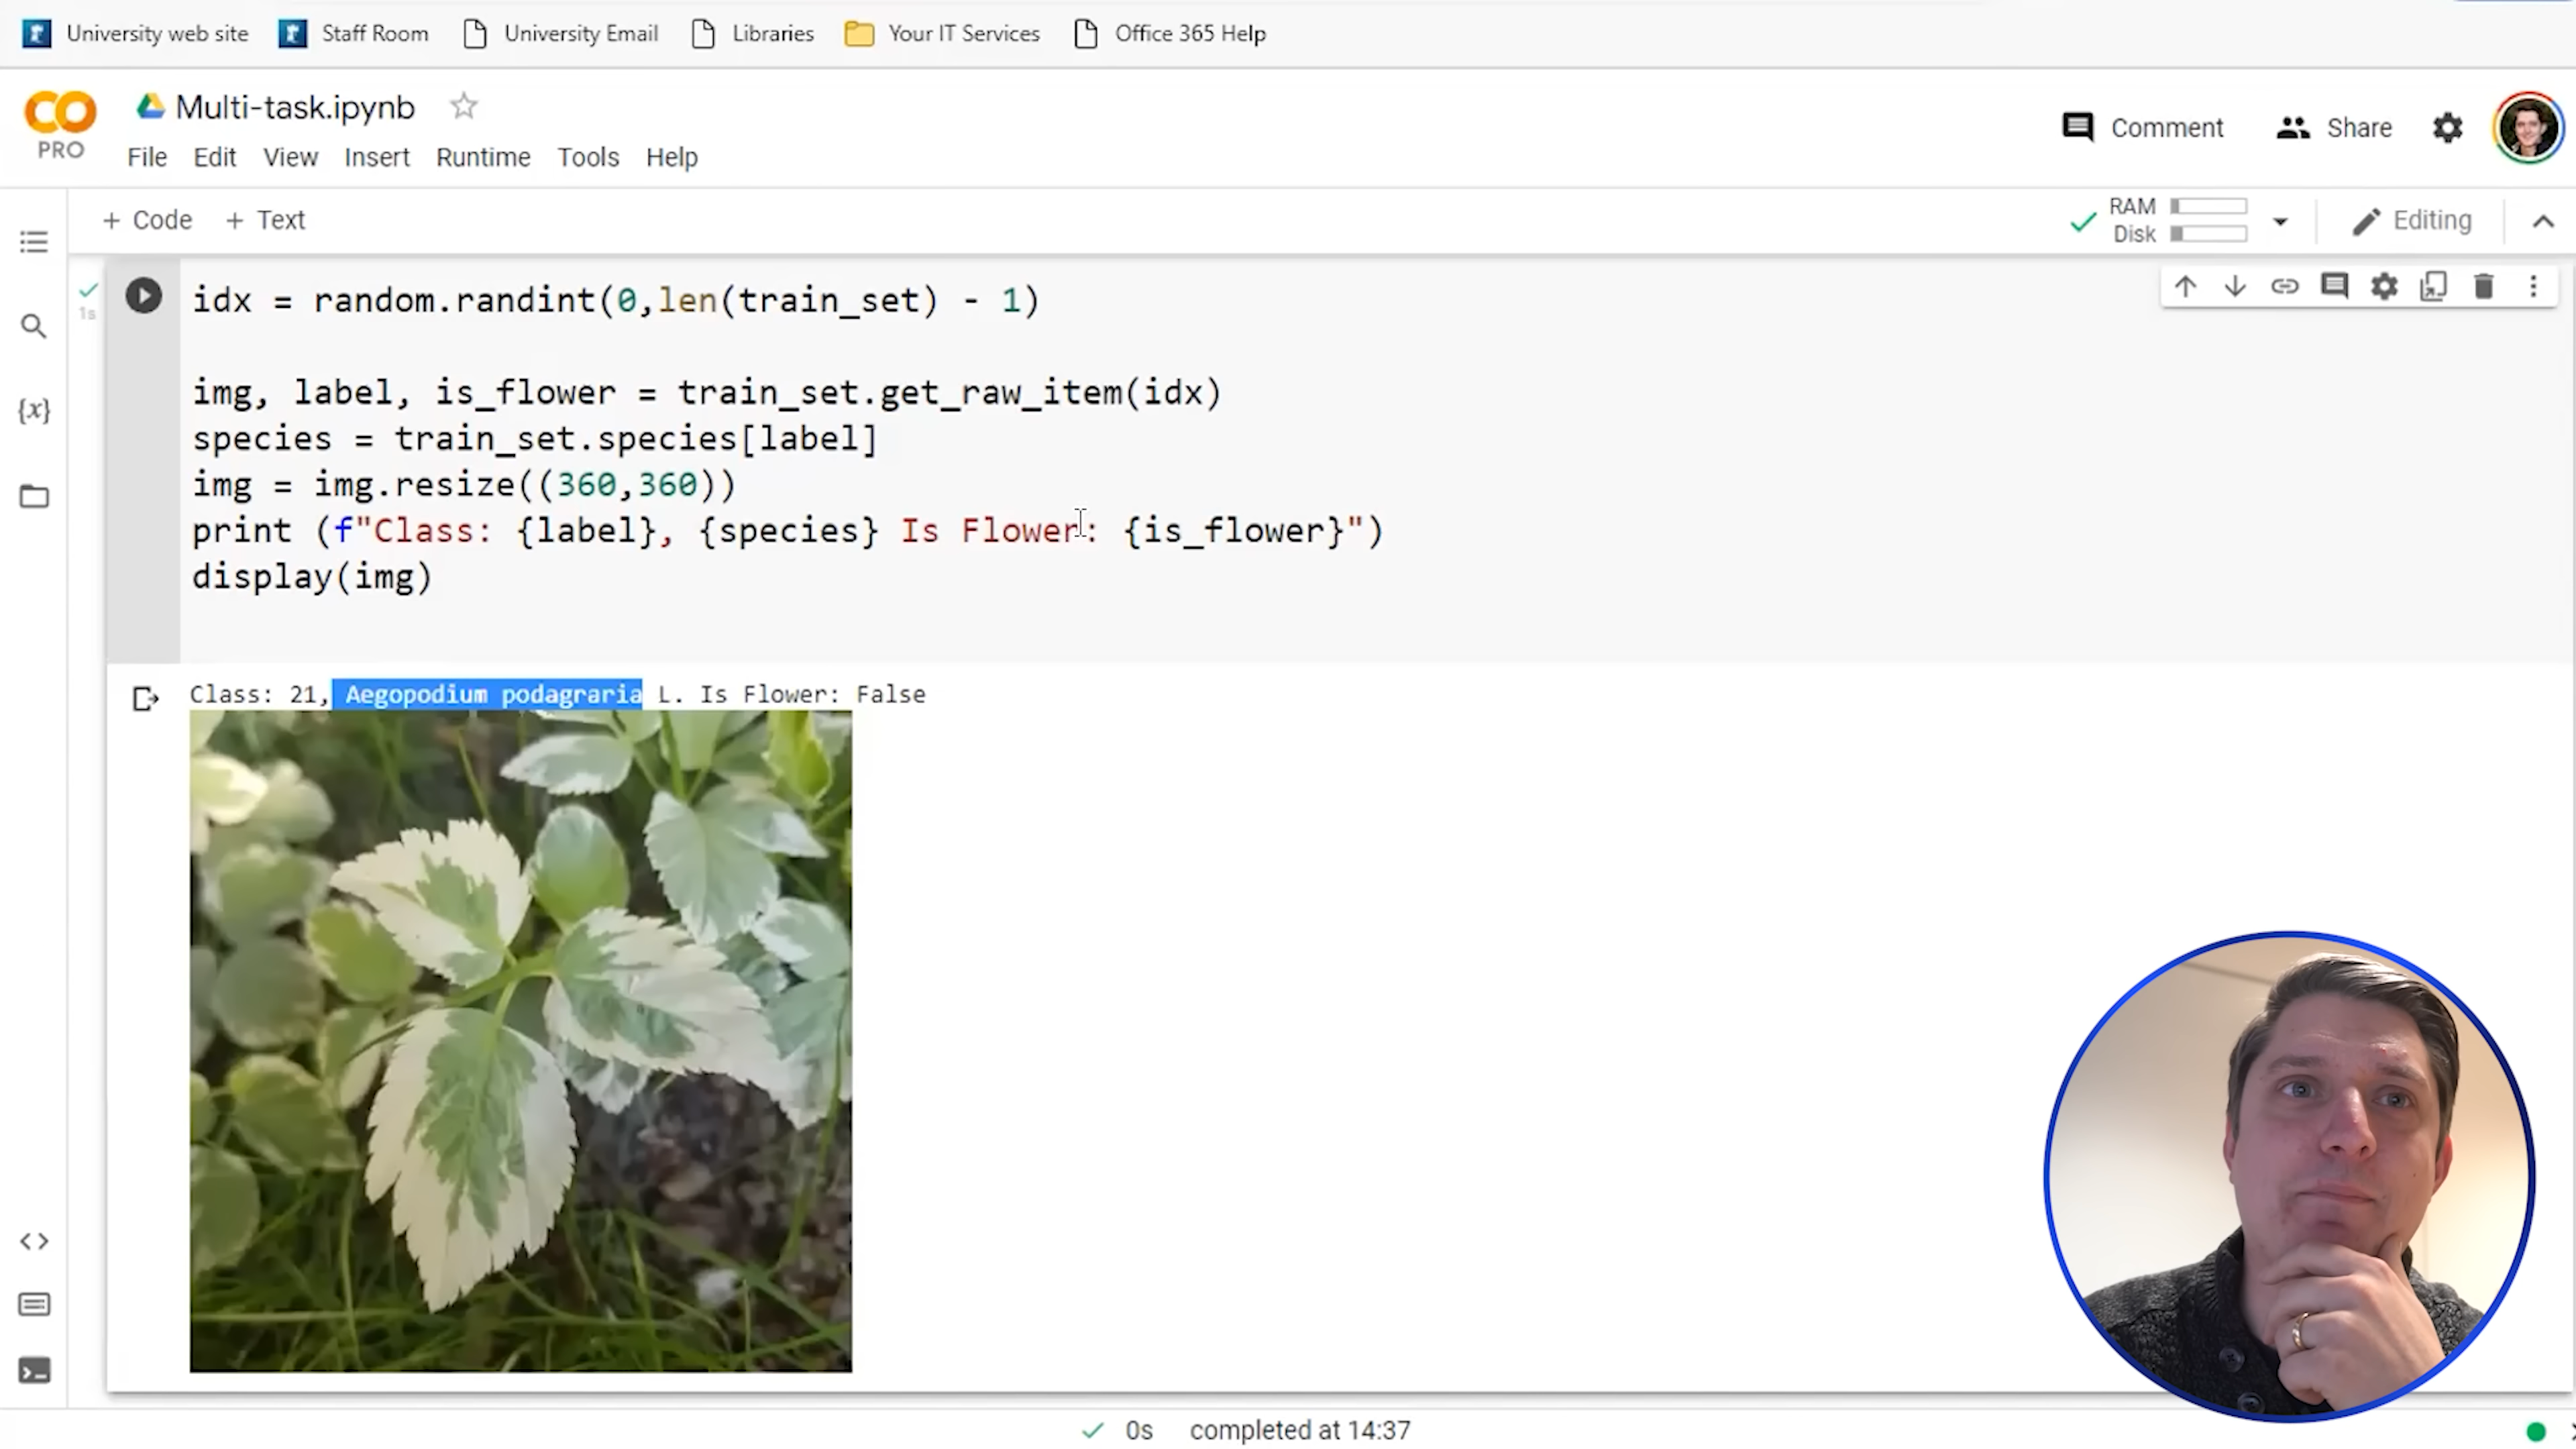 University web site Staff Room University Email Libraries Your IT Services Office 365 Help
CO PRO
Multi-task.ipynb
Comment Share
File Edit View Insert Runtime Tools Help
+ Code + Text
RAM
Disk
Editing
{x}
1s
idx = random.randint(0,len(train_set) - 1)
img, label, is_flower = train_set.get_raw_item(idx)
species = train_set.species[label]
img = img.resize((360,360))
print (f"Class: {label}, {species} Is Flower: {is_flower}")
display(img)
Class: 21, Aegopodium podagraria L. Is Flower: False
0s completed at 14:37